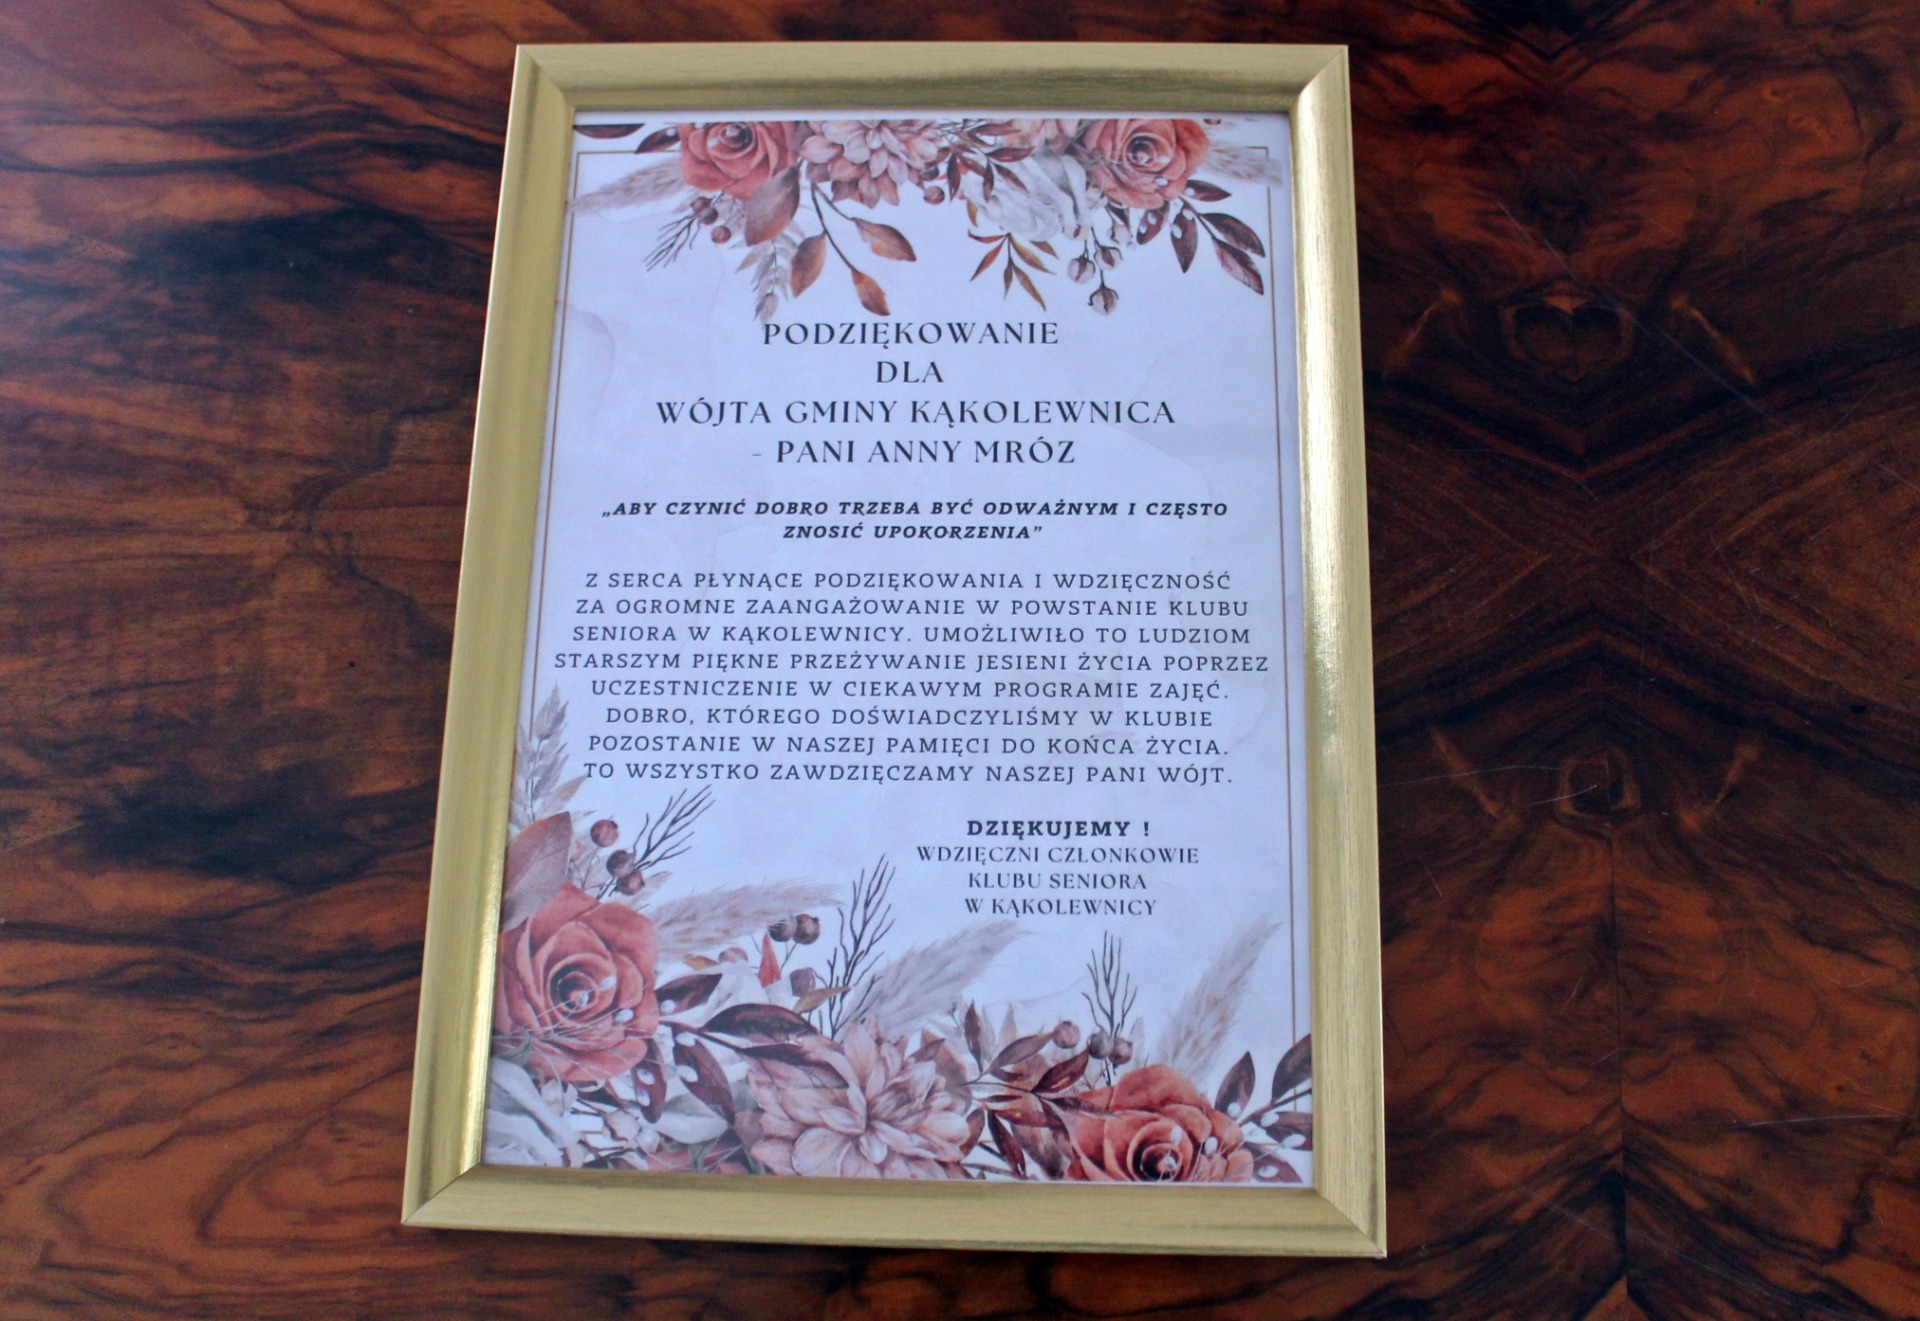 PODZIĘKOWANIE
DLA
WÓJTA GMINY KĄKOLEWNICA
- PANI ANNY MRÓZ
„ABY CZYNIĆ DOBRO TRZEBA BYĆ ODWAŻNYM I CZĘSTO
ZNOSIĆ UPOKORZENIA”
Z SERCA PŁYNĄCE PODZIĘKOWANIA I WDZIĘCZNOŚĆ
ZA OGROMNE ZAANGAŻOWANIE W POWSTANIE KLUBU
SENIORA W KĄKOLEWNICY. UMOŻLIWIŁO TO LUDZIOM
STARSZYM PIĘKNE PRZEŻYWANIE JESIENI ŻYCIA POPRZEZ
UCZESTNICZENIE W CIEKAWYM PROGRAMIE ZAJĘĆ.
DOBRO, KTÓREGO DOŚWIADCZYLIŚMY W KLUBIE
POZOSTANIE W NASZEJ PAMIĘCI DO KOŃCA ŻYCIA.
TO WSZYSTKO ZAWDZIĘCZAMY NASZEJ PANI WÓJT.
DZIĘKUJEMY !
WDZIĘCZNI CZŁONKOWIE
KLUBU SENIORA
W KĄKOLEWNICY